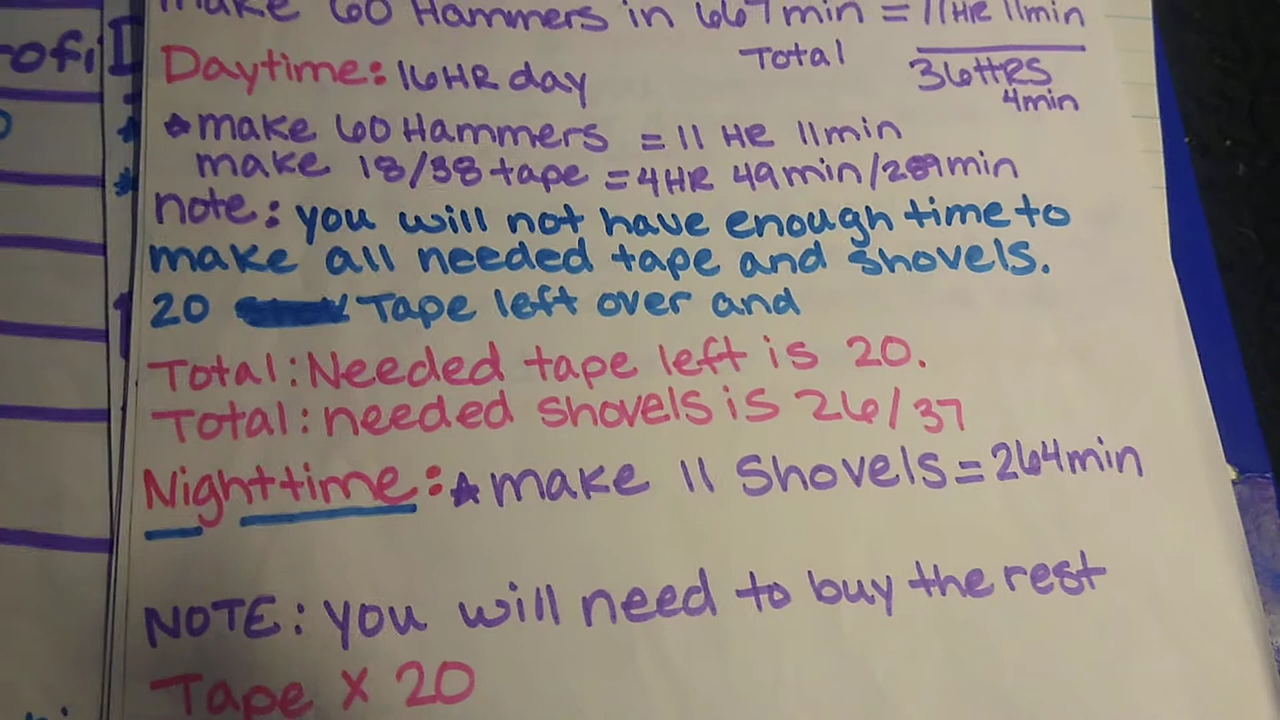 make 60 Hammers in 667min = 11HR 11min
Total 36HRS
4min
Daytime: 16HR day
make 60 Hammers = 11 HR 11min
make 18/38 tape = 4HR 49min/289min
note: you will not have enough time to
make all needed tape and shovels.
20 Tape left over and
Total: Needed tape left is 20.
Total: needed shovels is 26/37
Nighttime: make 11 Shovels = 264min
NOTE: you will need to buy the rest
Tape x 20